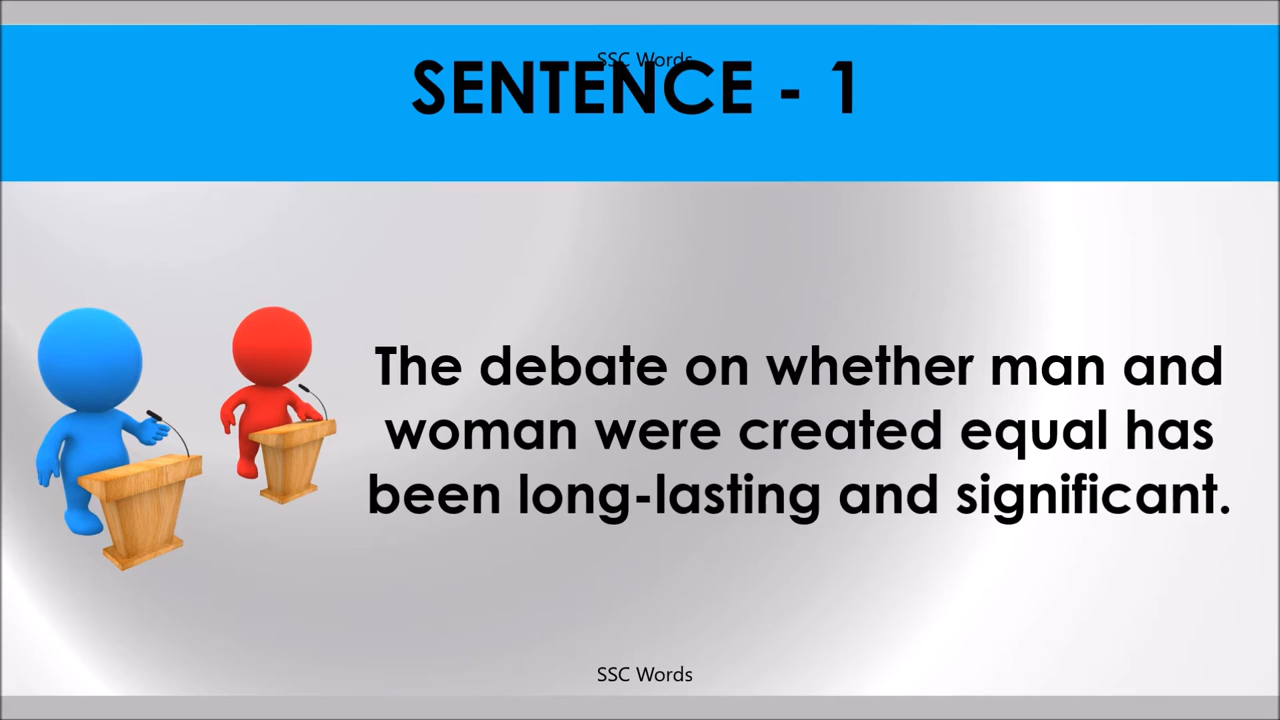 SSC Words
SENTENCE - 1
The debate on whether man and
woman were created equal has
been long-lasting and significant.
SSC Words